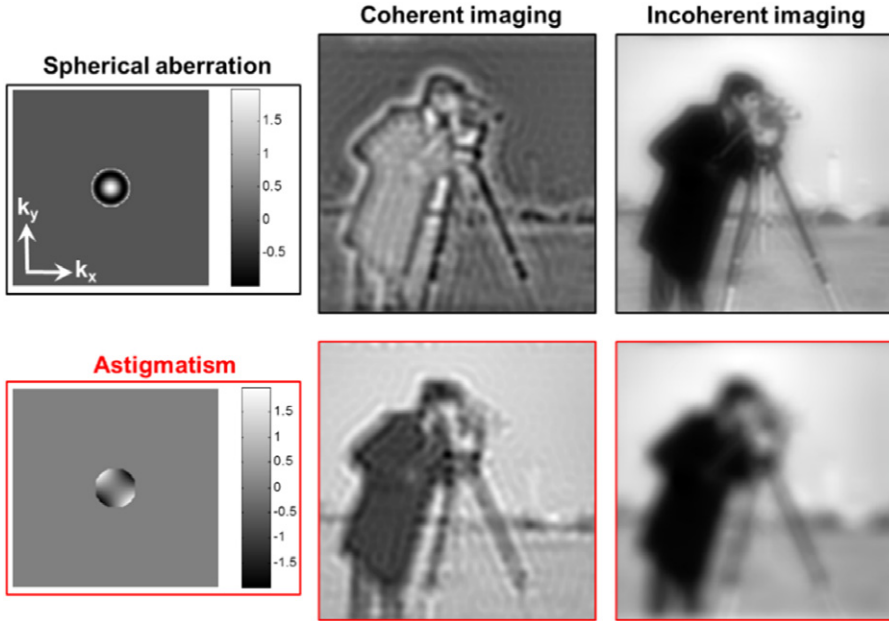 Coherent imaging
Incoherent imaging
Spherical aberration
1.5
1
0.5
0
-0.5
ky
kx
Astigmatism
1.5
1
0.5
0
-0.5
-1
-1.5